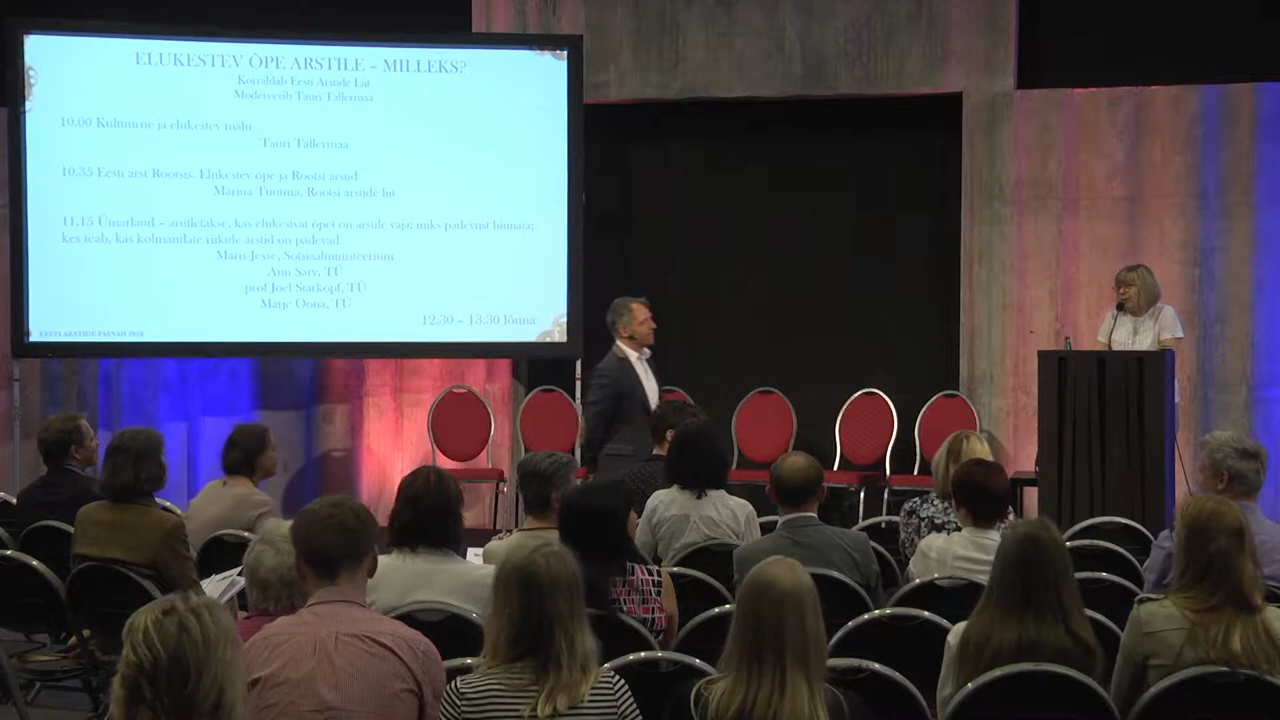 ELUKESTEV ÕPE ARSTILE – MILLEKS?
Korraldab Eesti Arstide Liit
Modereerib Tauri Tallermaa
10.00 Kultuurne ja elukestev malu
Tauri Tallermaa
10.35 Eesti arst Rootsis. Elukestev õpe ja Rootsi arstid
Marina Tuutma, Rootsi arstide liit
11.15 Ümarlaud – arutletakse, kas elukestvat õpet on arstile vaja; miks pädevust hinnata;
kes teab, kas kolmandate riikide arstid on pädevad
Maris Jesse, Sotsiaalministeerium
Anu Sarv, TÜ
prof Joel Starkopf, TÜ
Marje Oona, TÜ
12.30 – 13.30 lõuna
EESTI ARSTIDE PÄEVAD 2018